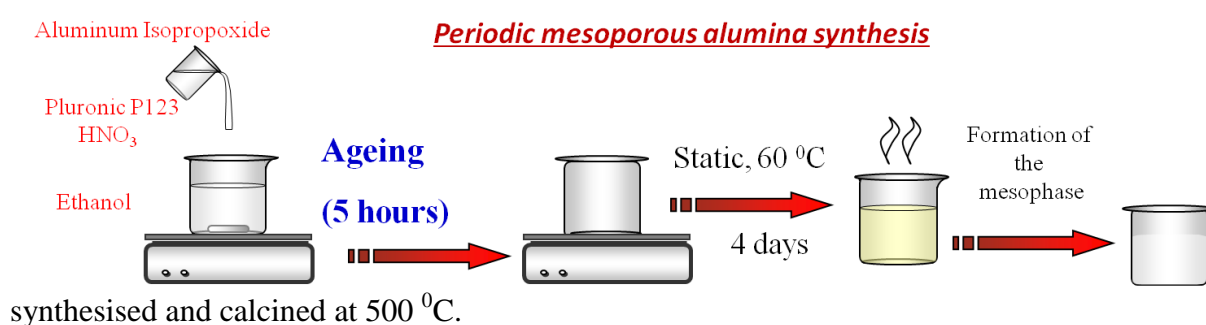 Periodic mesoporous alumina synthesis
Aluminum Isopropoxide
Pluronic P123
HNO3
Ethanol
Ageing
(5 hours)
Static, 60 ⁰C
4 days
Formation of
the
mesophase
synthesised and calcined at 500 ⁰C.